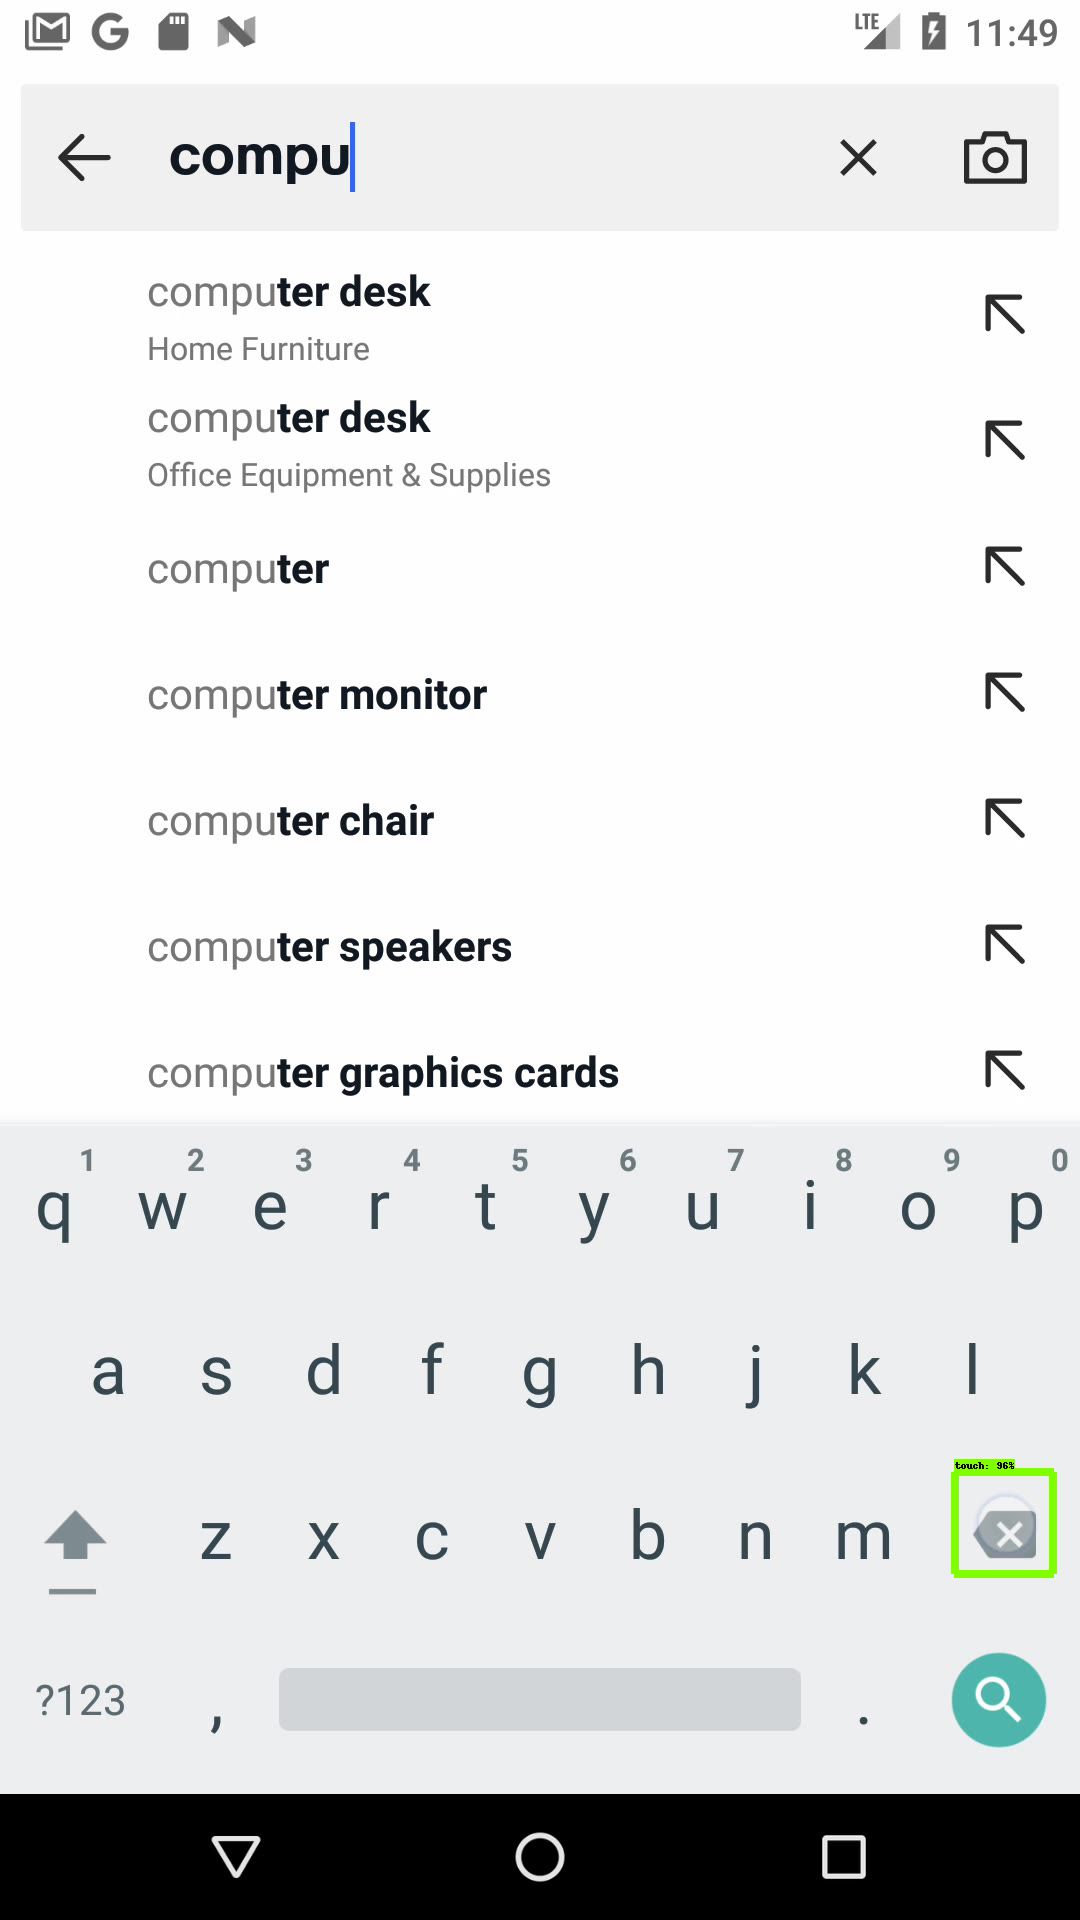 LTE 11:49
compu
computer desk
Home Furniture
computer desk
Office Equipment & Supplies
computer
computer monitor
computer chair
computer speakers
computer graphics cards
1 2 3 4 5 6 7 8 9 0
q w e r t y u i o p
a s d f g h j k l
touch: 96%
z x c v b n m
?123 , .